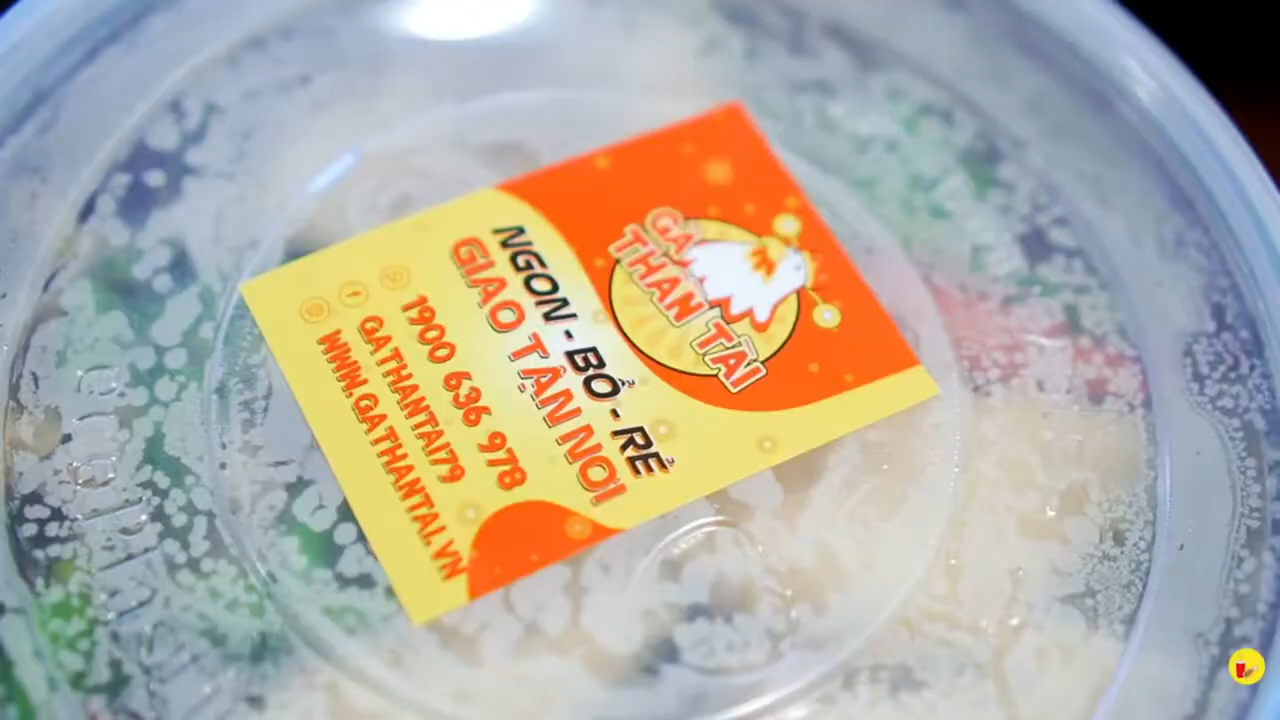 GÀ
THẦN TÀI
NGON - BỔ - RẺ
GIAO TẬN NƠI
1900 636 978
GATHANTAI79
WWW.GATHANTAI.VN